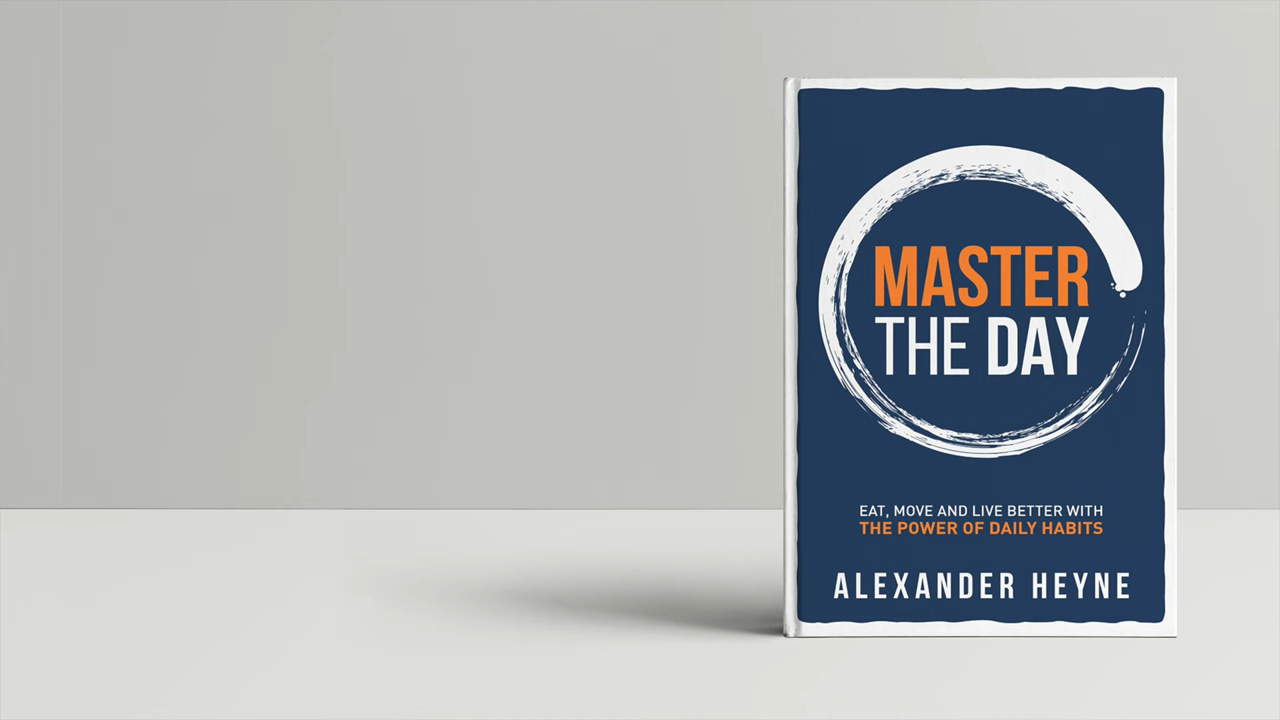 MASTER
THE DAY
EAT, MOVE AND LIVE BETTER WITH
THE POWER OF DAILY HABITS
ALEXANDER HEYNE